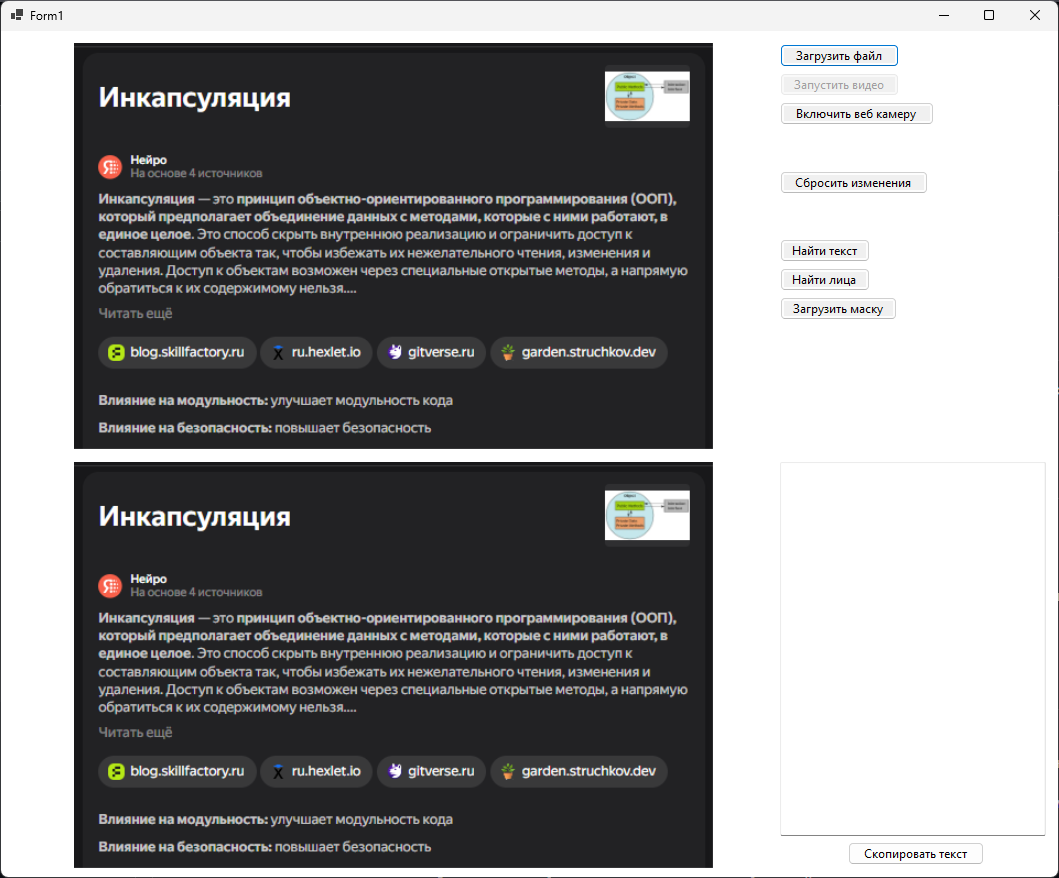 Form1
Инкапсуляция
Нейро
На основе 4 источников
Инкапсуляция — это принцип объектно-ориентированного программирования (ООП),
который предполагает объединение данных с методами, которые с ними работают, в
единое целое. Это способ скрыть внутреннюю реализацию и ограничить доступ к
составляющим объекта так, чтобы избежать их нежелательного чтения, изменения и
удаления. Доступ к объектам возможен через специальные открытые методы, а напрямую
обратиться к их содержимому нельзя....
Читать ещё
blog.skillfactory.ru ru.hexlet.io gitverse.ru garden.struchkov.dev
Влияние на модульность: улучшает модульность кода
Влияние на безопасность: повышает безопасность
Инкапсуляция
Нейро
На основе 4 источников
Инкапсуляция — это принцип объектно-ориентированного программирования (ООП),
который предполагает объединение данных с методами, которые с ними работают, в
единое целое. Это способ скрыть внутреннюю реализацию и ограничить доступ к
составляющим объекта так, чтобы избежать их нежелательного чтения, изменения и
удаления. Доступ к объектам возможен через специальные открытые методы, а напрямую
обратиться к их содержимому нельзя....
Читать ещё
blog.skillfactory.ru ru.hexlet.io gitverse.ru garden.struchkov.dev
Влияние на модульность: улучшает модульность кода
Влияние на безопасность: повышает безопасность
Загрузить файл
Запустить видео
Включить веб камеру
Сбросить изменения
Найти текст
Найти лица
Загрузить маску
Скопировать текст